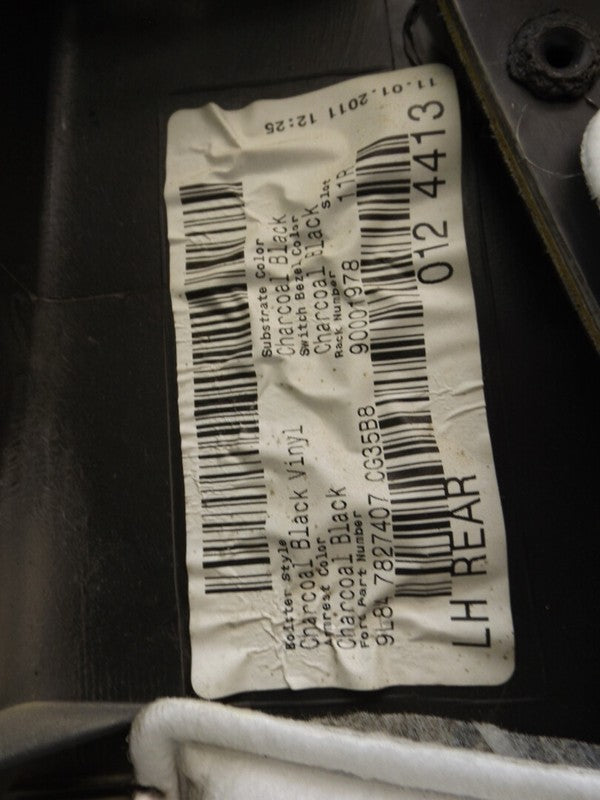 11.01.2011 12:25
Substrate Color
Charcoal Black
Switch Bezel Color
Charcoal Black
Rack Number Slot
90001978 11R
012 4413
Bolster Style
Charcoal Black Vinyl
Armrest Color
Charcoal Black
Ford Part Number
9L84 7827407 CG35B8
LH REAR